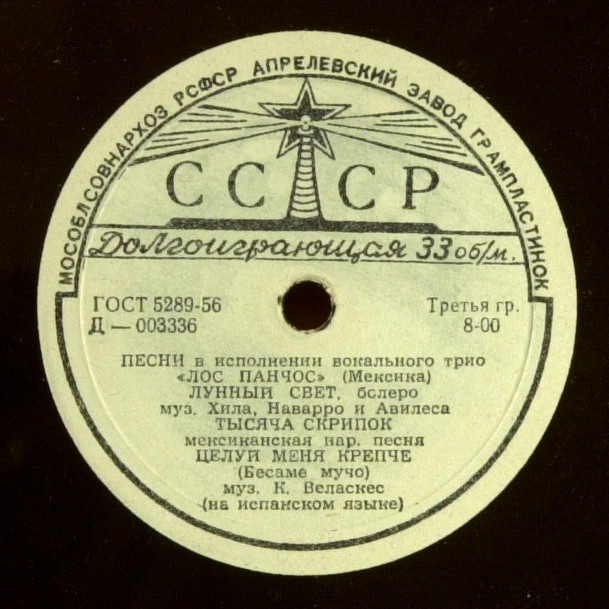 МОСОБЛСОВНАРХОЗ РСФСР АПРЕЛЕВСКИЙ ЗАВОД ГРАМПЛАСТИНОК
СССР
Долгоиграющая 33 об/м.
ГОСТ 5289-56
Д — 003336
Третья гр.
8-00
ПЕСНИ в исполнении вокального трио
«ЛОС ПАНЧОС» (Мексика)
ЛУННЫЙ СВЕТ, болеро
муз. Хила, Наварро и Авилеса
ТЫСЯЧА СКРИПОК
мексиканская нар. песня
ЦЕЛУЙ МЕНЯ КРЕПЧЕ
(Бесаме мучо)
муз. К. Веласкес
(на испанском языке)